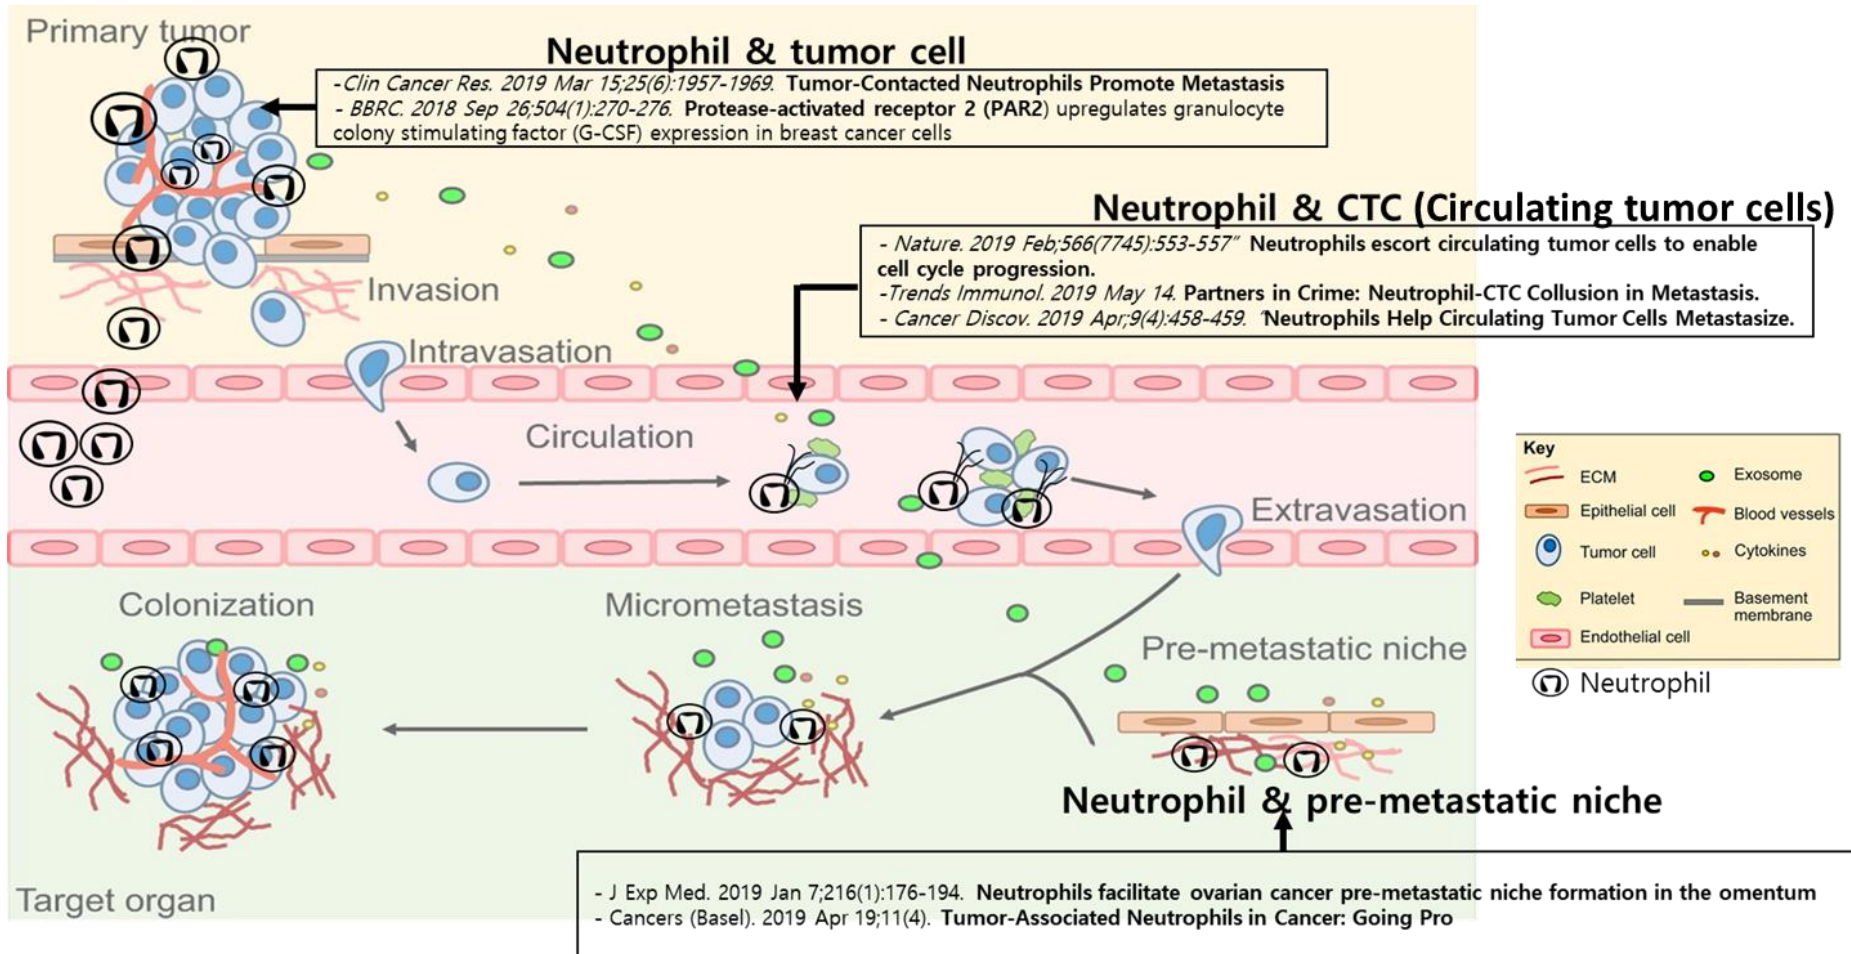 Primary tumor
Neutrophil & tumor cell
-Clin Cancer Res. 2019 Mar 15;25(6):1957-1969. Tumor-Contacted Neutrophils Promote Metastasis
- BBRC. 2018 Sep 26;504(1):270-276. Protease-activated receptor 2 (PAR2) upregulates granulocyte
colony stimulating factor (G-CSF) expression in breast cancer cells
Neutrophil & CTC (Circulating tumor cells)
- Nature. 2019 Feb;566(7745):553-557" Neutrophils escort circulating tumor cells to enable
cell cycle progression.
-Trends Immunol. 2019 May 14. Partners in Crime: Neutrophil-CTC Collusion in Metastasis.
- Cancer Discov. 2019 Apr;9(4):458-459. "Neutrophils Help Circulating Tumor Cells Metastasize.
Invasion
Intravasation
Circulation
Extravasation
Key
ECM
Exosome
Epithelial cell
Blood vessels
Tumor cell
Cytokines
Platelet
Basement
membrane
Endothelial cell
Neutrophil
Colonization
Micrometastasis
Pre-metastatic niche
Neutrophil & pre-metastatic niche
Target organ
- J Exp Med. 2019 Jan 7;216(1):176-194. Neutrophils facilitate ovarian cancer pre-metastatic niche formation in the omentum
- Cancers (Basel). 2019 Apr 19;11(4). Tumor-Associated Neutrophils in Cancer: Going Pro